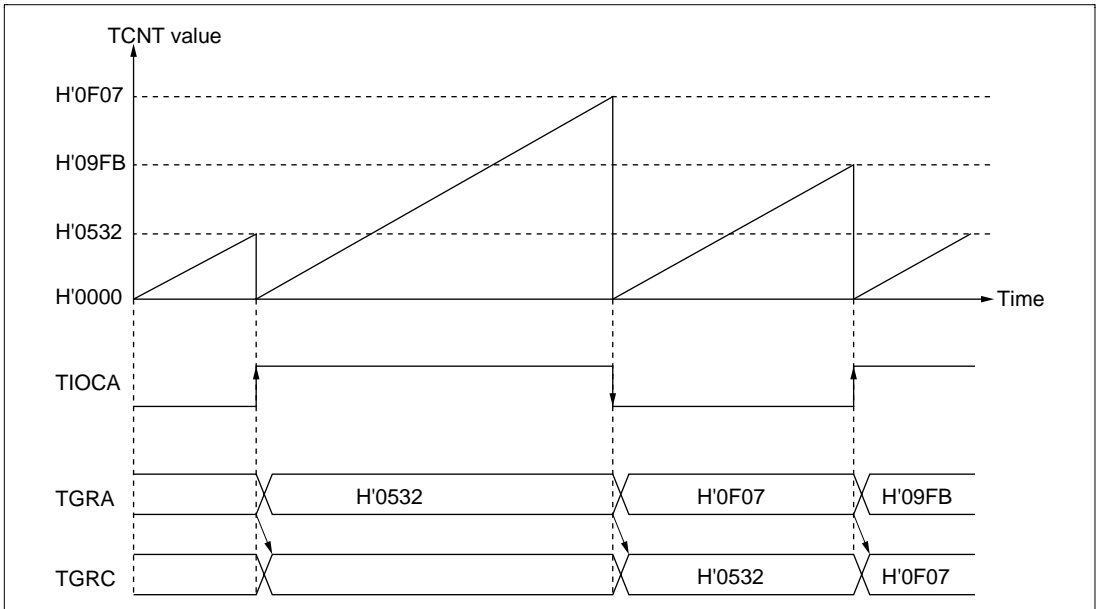 TCNT value
H'0F07
H'09FB
H'0532
H'0000
Time
TIOCA
TGRA
H'0532
H'0F07
H'09FB
TGRC
H'0532
H'0F07